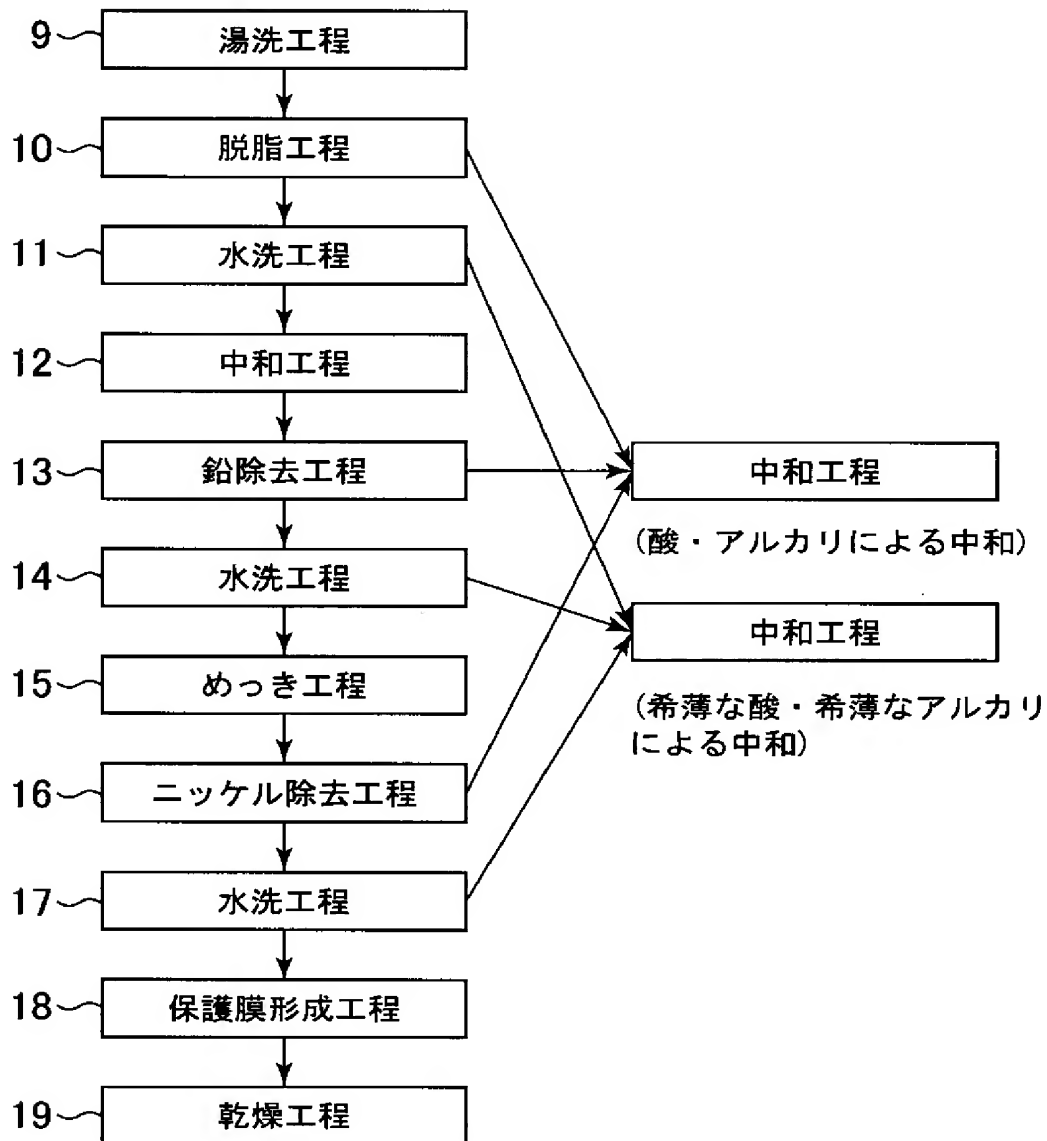 9 湯洗工程
10 脱脂工程
11 水洗工程
12 中和工程
13 鉛除去工程
中和工程
(酸・アルカリによる中和)
14 水洗工程
中和工程
15 めっき工程
(希薄な酸・希薄なアルカリ
による中和)
16 ニッケル除去工程
17 水洗工程
18 保護膜形成工程
19 乾燥工程